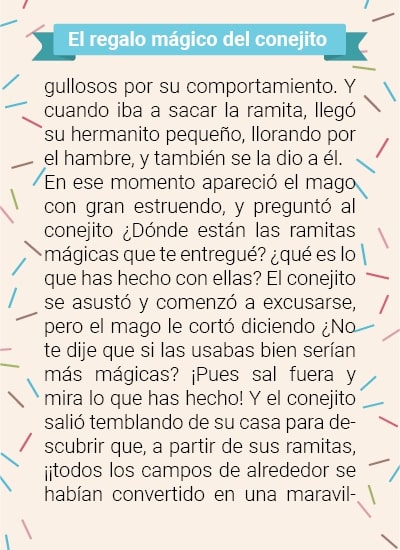 El regalo mágico del conejito
gullosos por su comportamiento. Y
cuando iba a sacar la ramita, llegó
su hermanito pequeño, llorando por
el hambre, y también se la dio a él.
En ese momento apareció el mago
con gran estruendo, y preguntó al
conejito ¿Dónde están las ramitas
mágicas que te entregué? ¿qué es lo
que has hecho con ellas? El conejito
se asustó y comenzó a excusarse,
pero el mago le cortó diciendo ¿No
te dije que si las usabas bien serían
más mágicas? ¡Pues sal fuera y
mira lo que has hecho! Y el conejito
salió temblando de su casa para de-
scubrir que, a partir de sus ramitas,
¡¡todos los campos de alrededor se
habían convertido en una maravil-